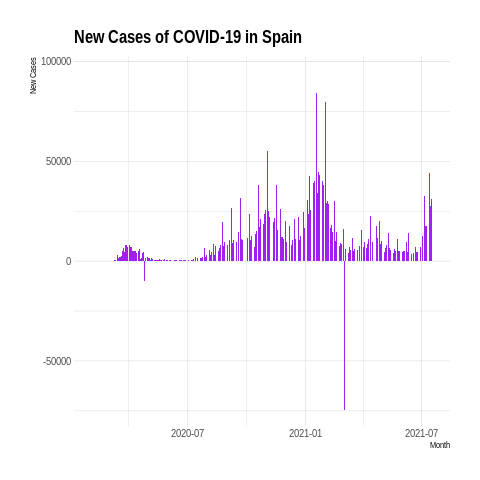 New Cases of COVID-19 in Spain
New Cases
100000
50000
0
-50000
2020-07
2021-01
2021-07
Month